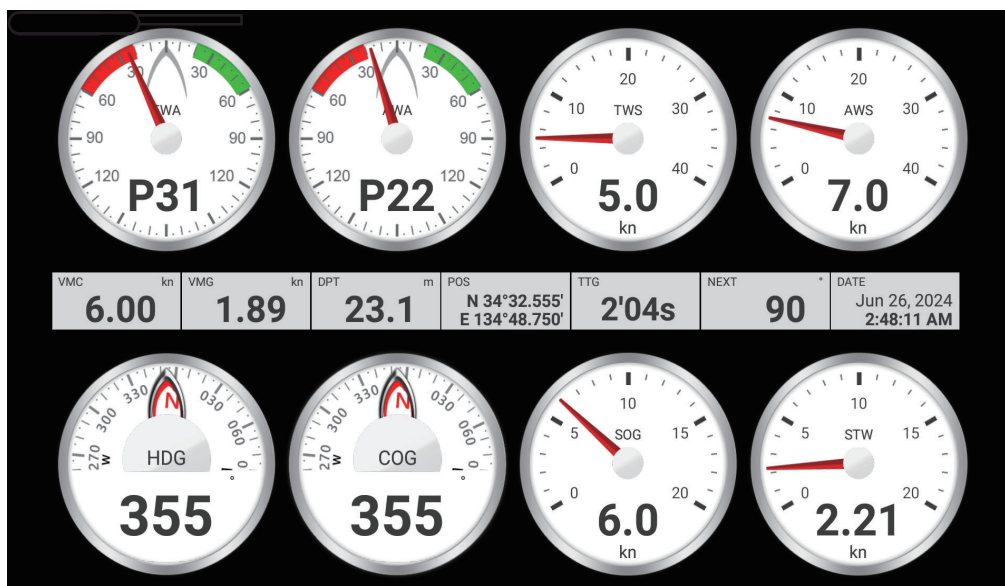 30 30
60 60
TWA
90 90
120 120
P31
30 30
60 60
AWA
90 90
120 120
P22
20
10 TWS 30
0 40
5.0
kn
20
10 AWS 30
0 40
7.0
kn
VMC kn
6.00
VMG kn
1.89
DPT m
23.1
POS
N 34°32.555'
E 134°48.750'
TTG
2'04s
NEXT °
90
DATE
Jun 26, 2024
2:48:11 AM
330 N 030
300 060
270 W
HDG
°
355
330 N 030
300 060
270 W
COG
°
355
10
5 SOG 15
0 20
6.0
kn
10
5 STW 15
0 20
2.21
kn